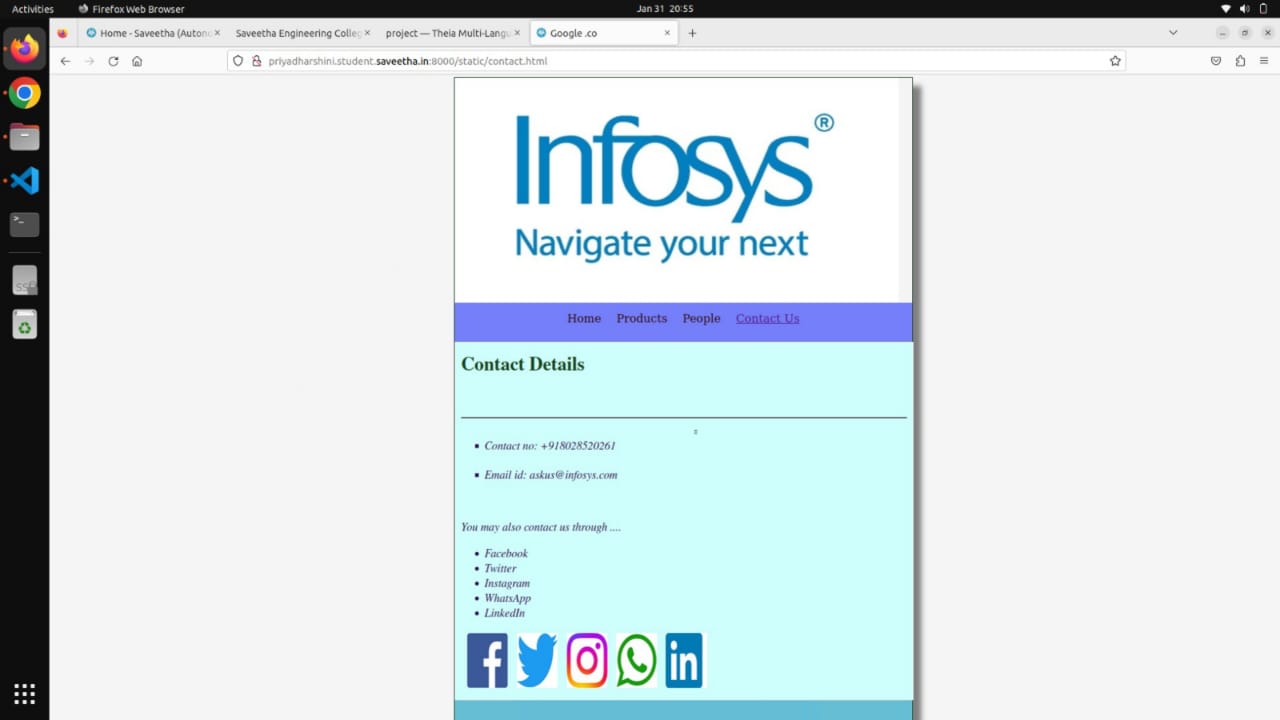 Activities Firefox Web Browser Jan 31 20:55
Home - Saveetha (Auton Saveetha Engineering Colleg project — Theia Multi-Langu Google .co
priyadharshini.student.saveetha.in:8000/static/contact.html
Infosys®
Navigate your next
Home Products People Contact Us
Contact Details
Contact no: +918028520261
Email id: askus@infosys.com
You may also contact us through ....
Facebook
Twitter
Instagram
WhatsApp
LinkedIn
f in